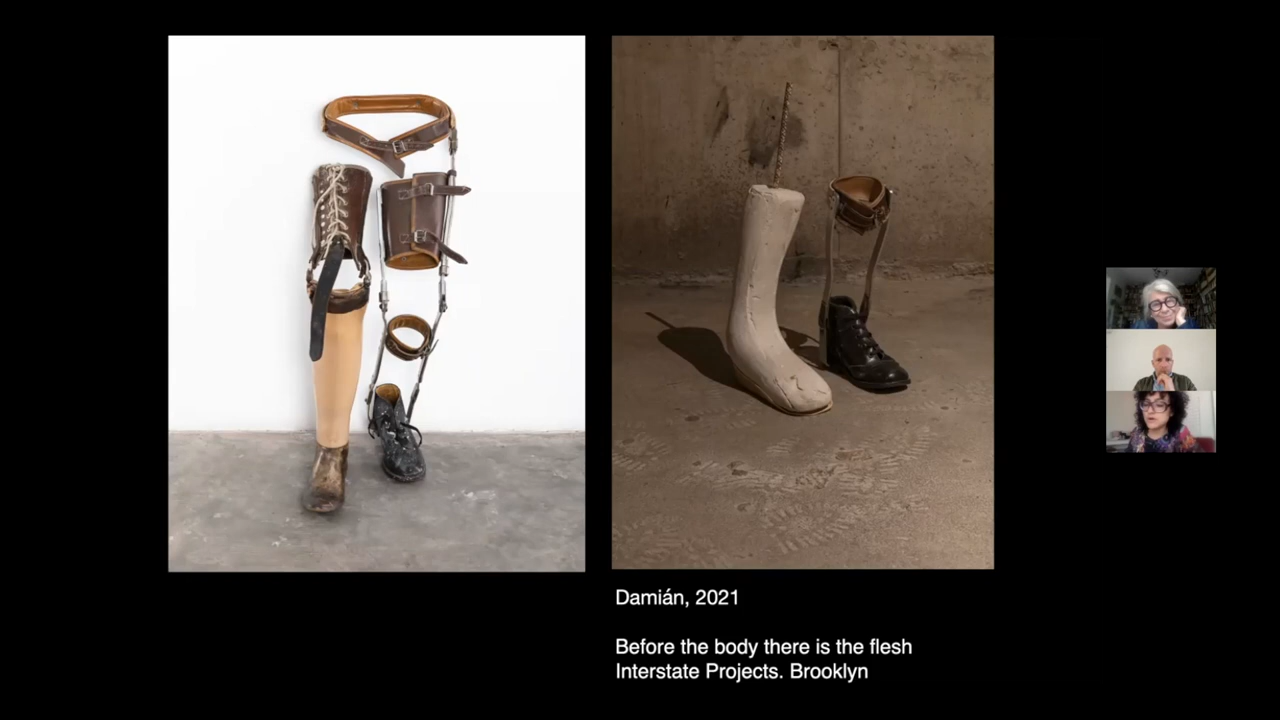 Damián, 2021
Before the body there is the flesh
Interstate Projects. Brooklyn